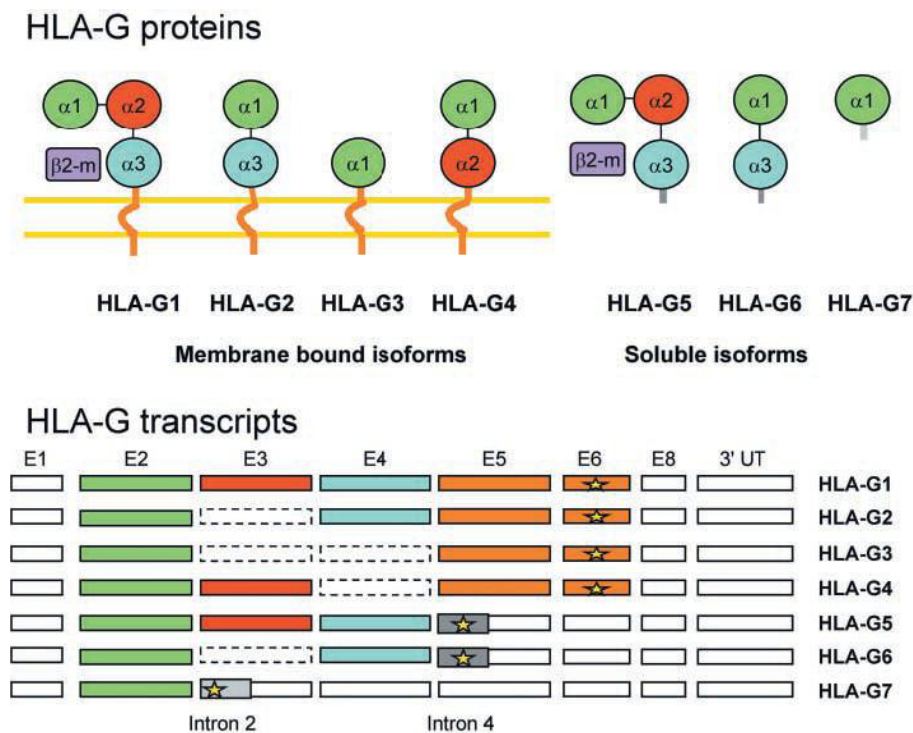 HLA-G proteins
α1 α2 α1 α1 α1 α2 α1 α1
β2-m α3 α3 α1 α2 β2-m α3 α3
HLA-G1 HLA-G2 HLA-G3 HLA-G4 HLA-G5 HLA-G6 HLA-G7
Membrane bound isoforms Soluble isoforms
HLA-G transcripts
E1 E2 E3 E4 E5 E6 E8 3' UT
HLA-G1
HLA-G2
HLA-G3
HLA-G4
HLA-G5
HLA-G6
HLA-G7
Intron 2 Intron 4